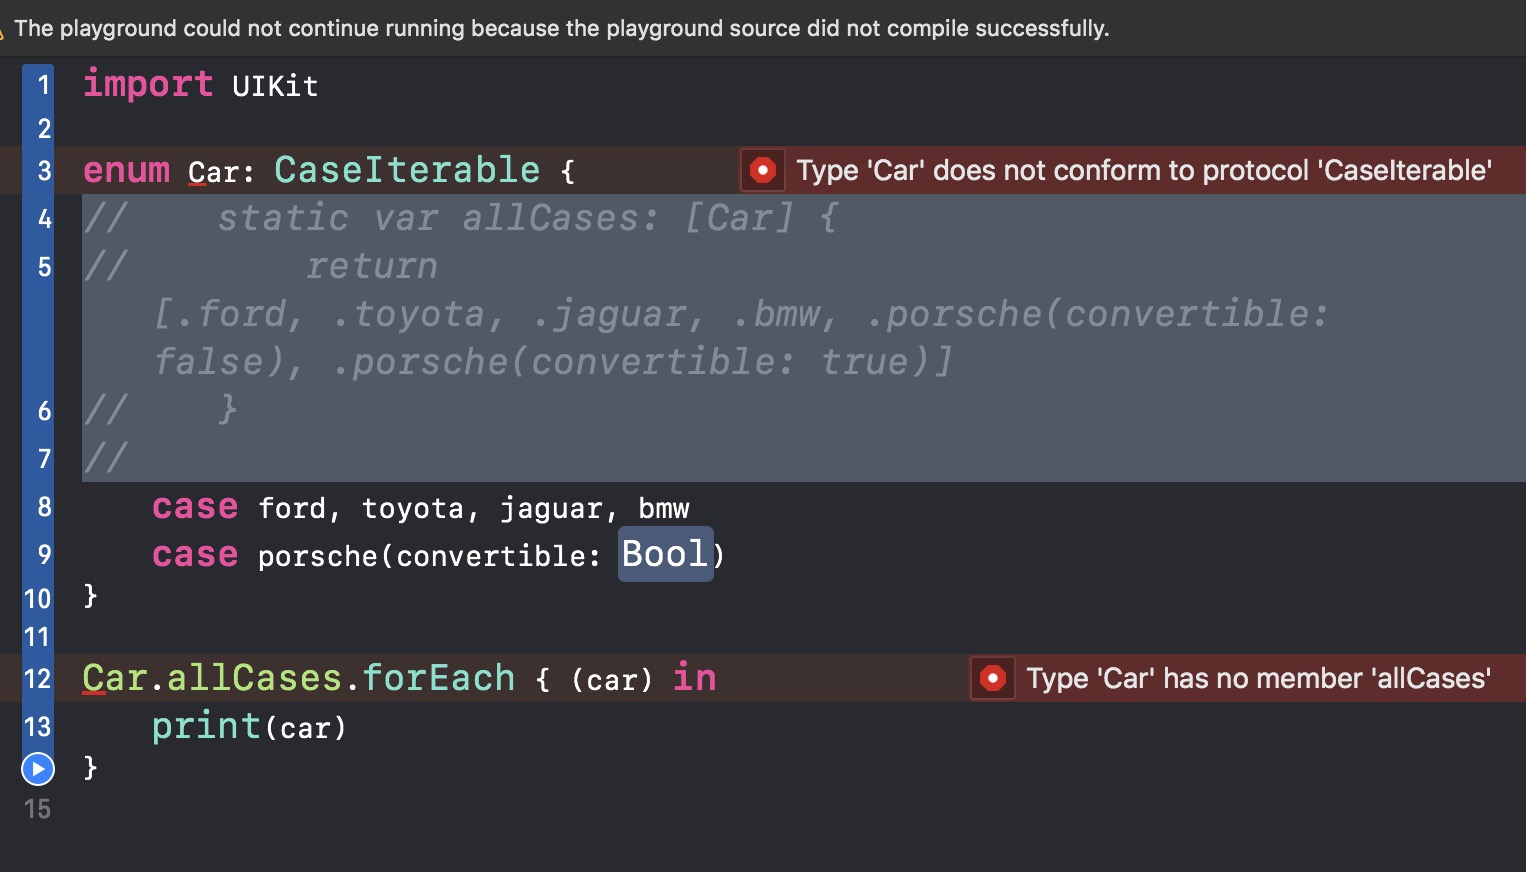 The playground could not continue running because the playground source did not compile successfully.
1 import UIKit
2
3 enum Car: CaseIterable { Type 'Car' does not conform to protocol 'CaseIterable'
4 //    static var allCases: [Car] {
5 //        return
[.ford, .toyota, .jaguar, .bmw, .porsche(convertible:
false), .porsche(convertible: true)]
6 //    }
7 //
8     case ford, toyota, jaguar, bmw
9     case porsche(convertible: Bool)
10 }
11
12 Car.allCases.forEach { (car) in Type 'Car' has no member 'allCases'
13     print(car)
}
15